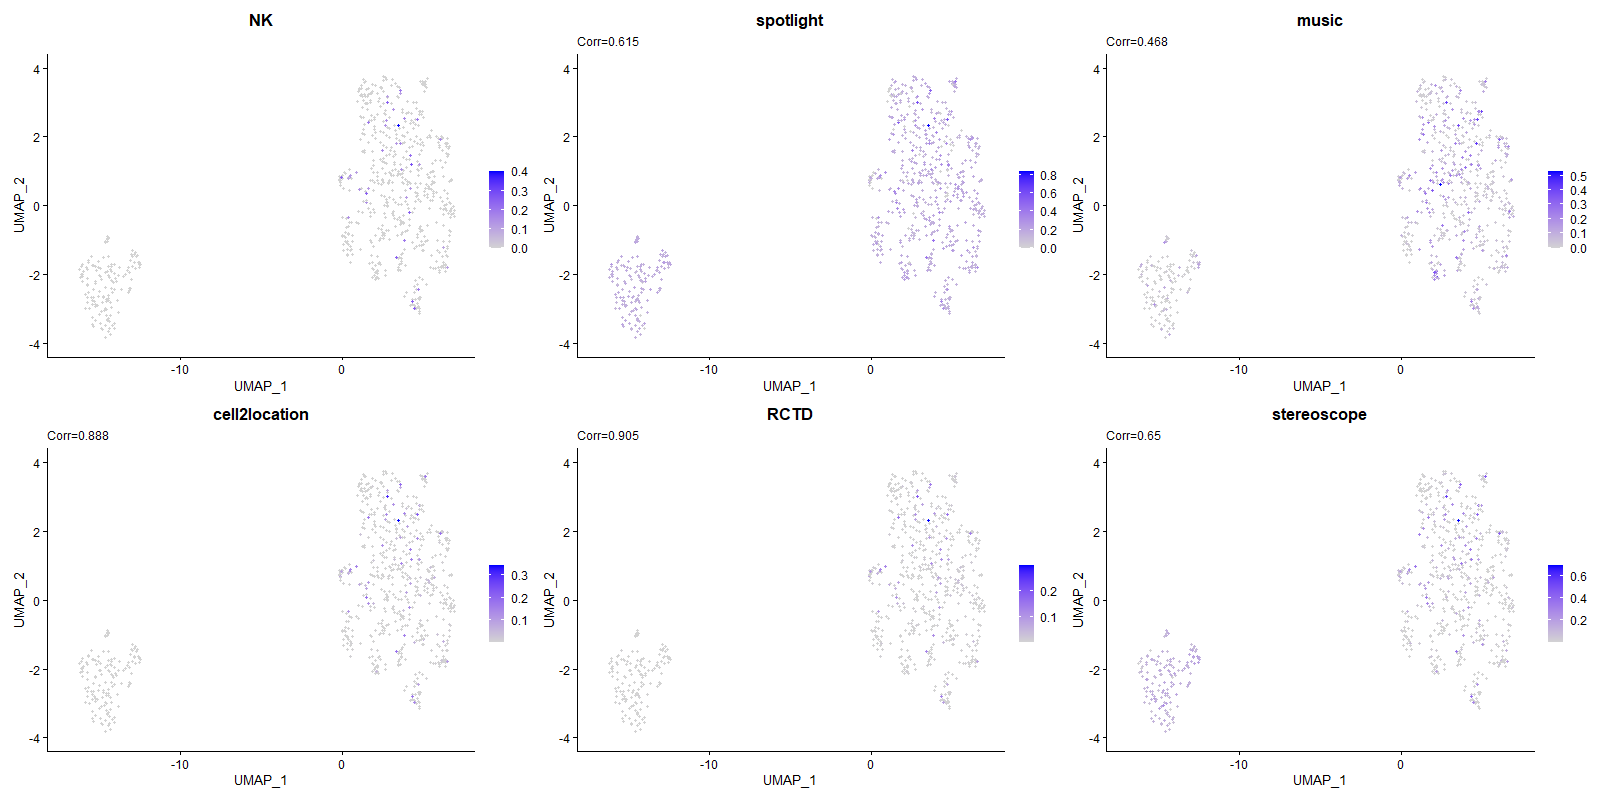 NK
4
2
0
-2
-4
-10
0
UMAP_1
UMAP_2
0.4
0.3
0.2
0.1
0.0
spotlight
Corr=0.615
4
2
0
-2
-4
-10
0
UMAP_1
UMAP_2
0.8
0.6
0.4
0.2
0.0
music
Corr=0.468
4
2
0
-2
-4
-10
0
UMAP_1
UMAP_2
0.5
0.4
0.3
0.2
0.1
0.0
cell2location
Corr=0.888
4
2
0
-2
-4
-10
0
UMAP_1
UMAP_2
0.3
0.2
0.1
RCTD
Corr=0.905
4
2
0
-2
-4
-10
0
UMAP_1
UMAP_2
0.2
0.1
stereoscope
Corr=0.65
4
2
0
-2
-4
-10
0
UMAP_1
UMAP_2
0.6
0.4
0.2